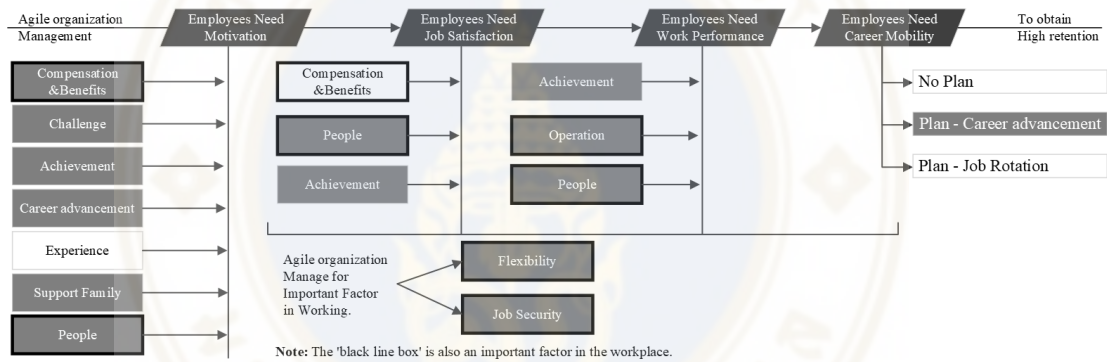 Agile organization
Management
Employees Need
Motivation
Employees Need
Job Satisfaction
Employees Need
Work Performance
Employees Need
Career Mobility
To obtain
High retention
Compensation
&Benefits
Challenge
Achievement
Career advancement
Experience
Support Family
People
Compensation
&Benefits
People
Achievement
Achievement
Operation
People
No Plan
Plan - Career advancement
Plan - Job Rotation
Agile organization
Manage for
Important Factor
in Working.
Flexibility
Job Security
Note: The 'black line box' is also an important factor in the workplace.